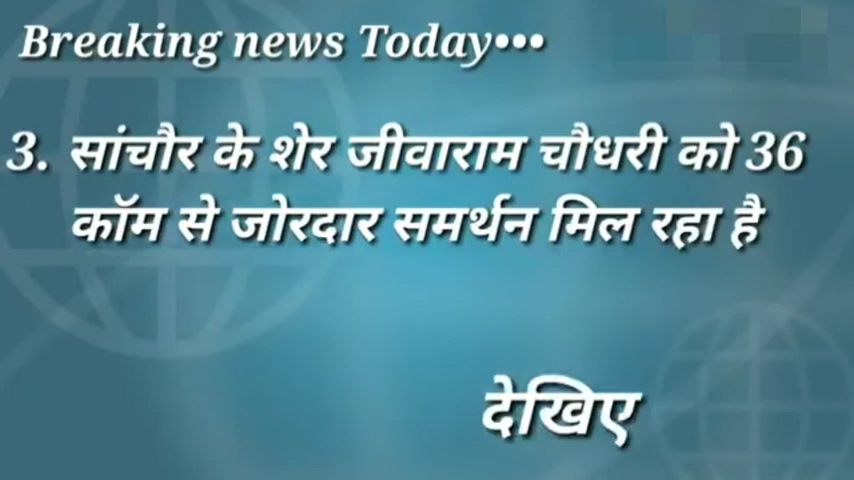 Breaking news Today•••
3. सांचौर के शेर जीवाराम चौधरी को 36
कॉम से जोरदार समर्थन मिल रहा है
देखिए